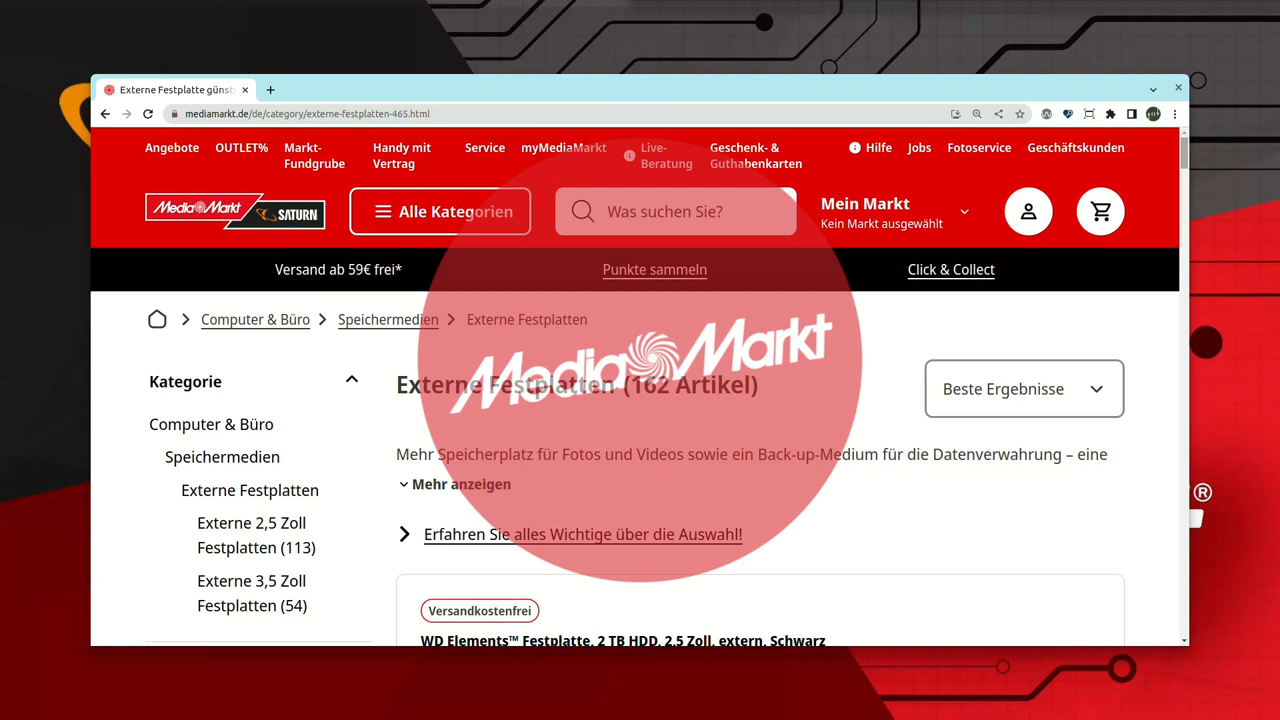 Externe Festplatte günsti
mediamarkt.de/de/category/externe-festplatten-465.html
Angebote OUTLET% Markt-Fundgrube Handy mit Vertrag Service myMediaMarkt Live-Beratung Geschenk- & Guthabenkarten Hilfe Jobs Fotoservice Geschäftskunden
MediaMarkt SATURN
Alle Kategorien
Was suchen Sie?
Mein Markt
Kein Markt ausgewählt
Versand ab 59€ frei* Punkte sammeln Click & Collect
Computer & Büro Speichermedien Externe Festplatten
MediaMarkt
Kategorie
Computer & Büro
Speichermedien
Externe Festplatten
Externe 2,5 Zoll
Festplatten (113)
Externe 3,5 Zoll
Festplatten (54)
Externe Festplatten (162 Artikel)
Beste Ergebnisse
Mehr Speicherplatz für Fotos und Videos sowie ein Back-up-Medium für die Datenverwahrung – eine
Mehr anzeigen
Erfahren Sie alles Wichtige über die Auswahl!
Versandkostenfrei
WD Elements™ Festplatte, 2 TB HDD, 2,5 Zoll, extern, Schwarz
®